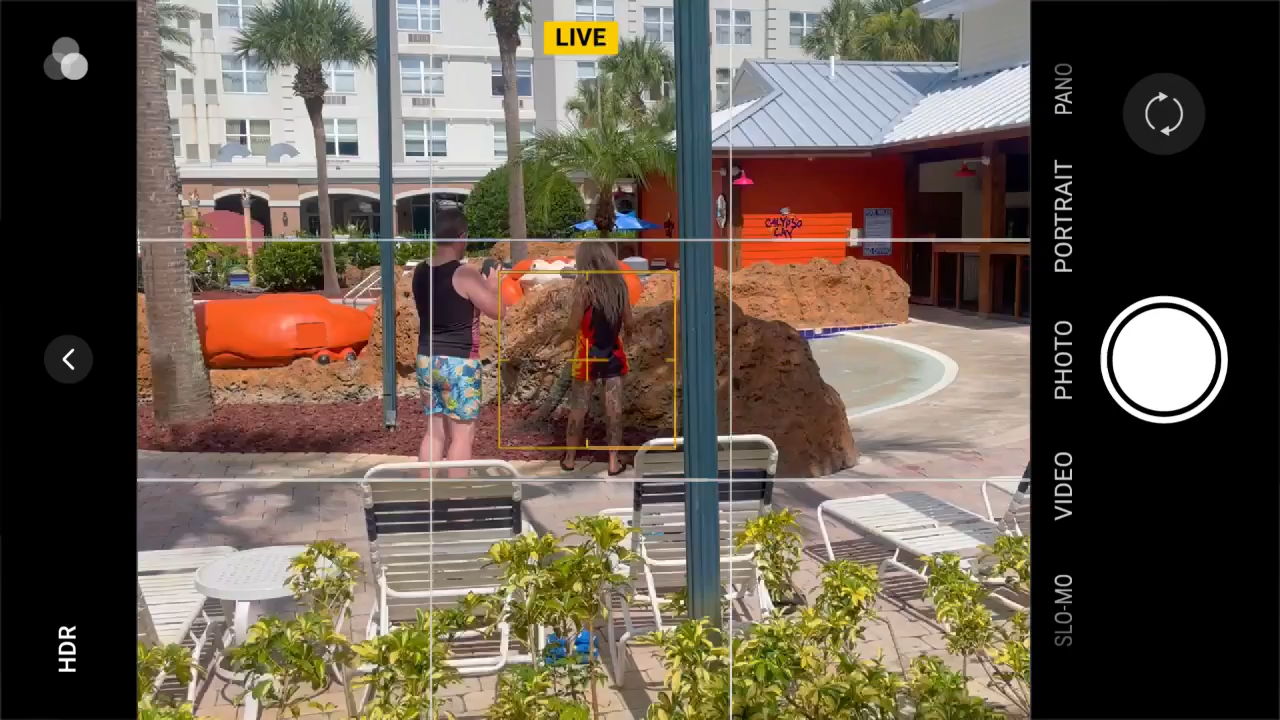 LIVE
PANO
PORTRAIT
PHOTO
VIDEO
SLO-MO
HDR
CALYPSO
CAY